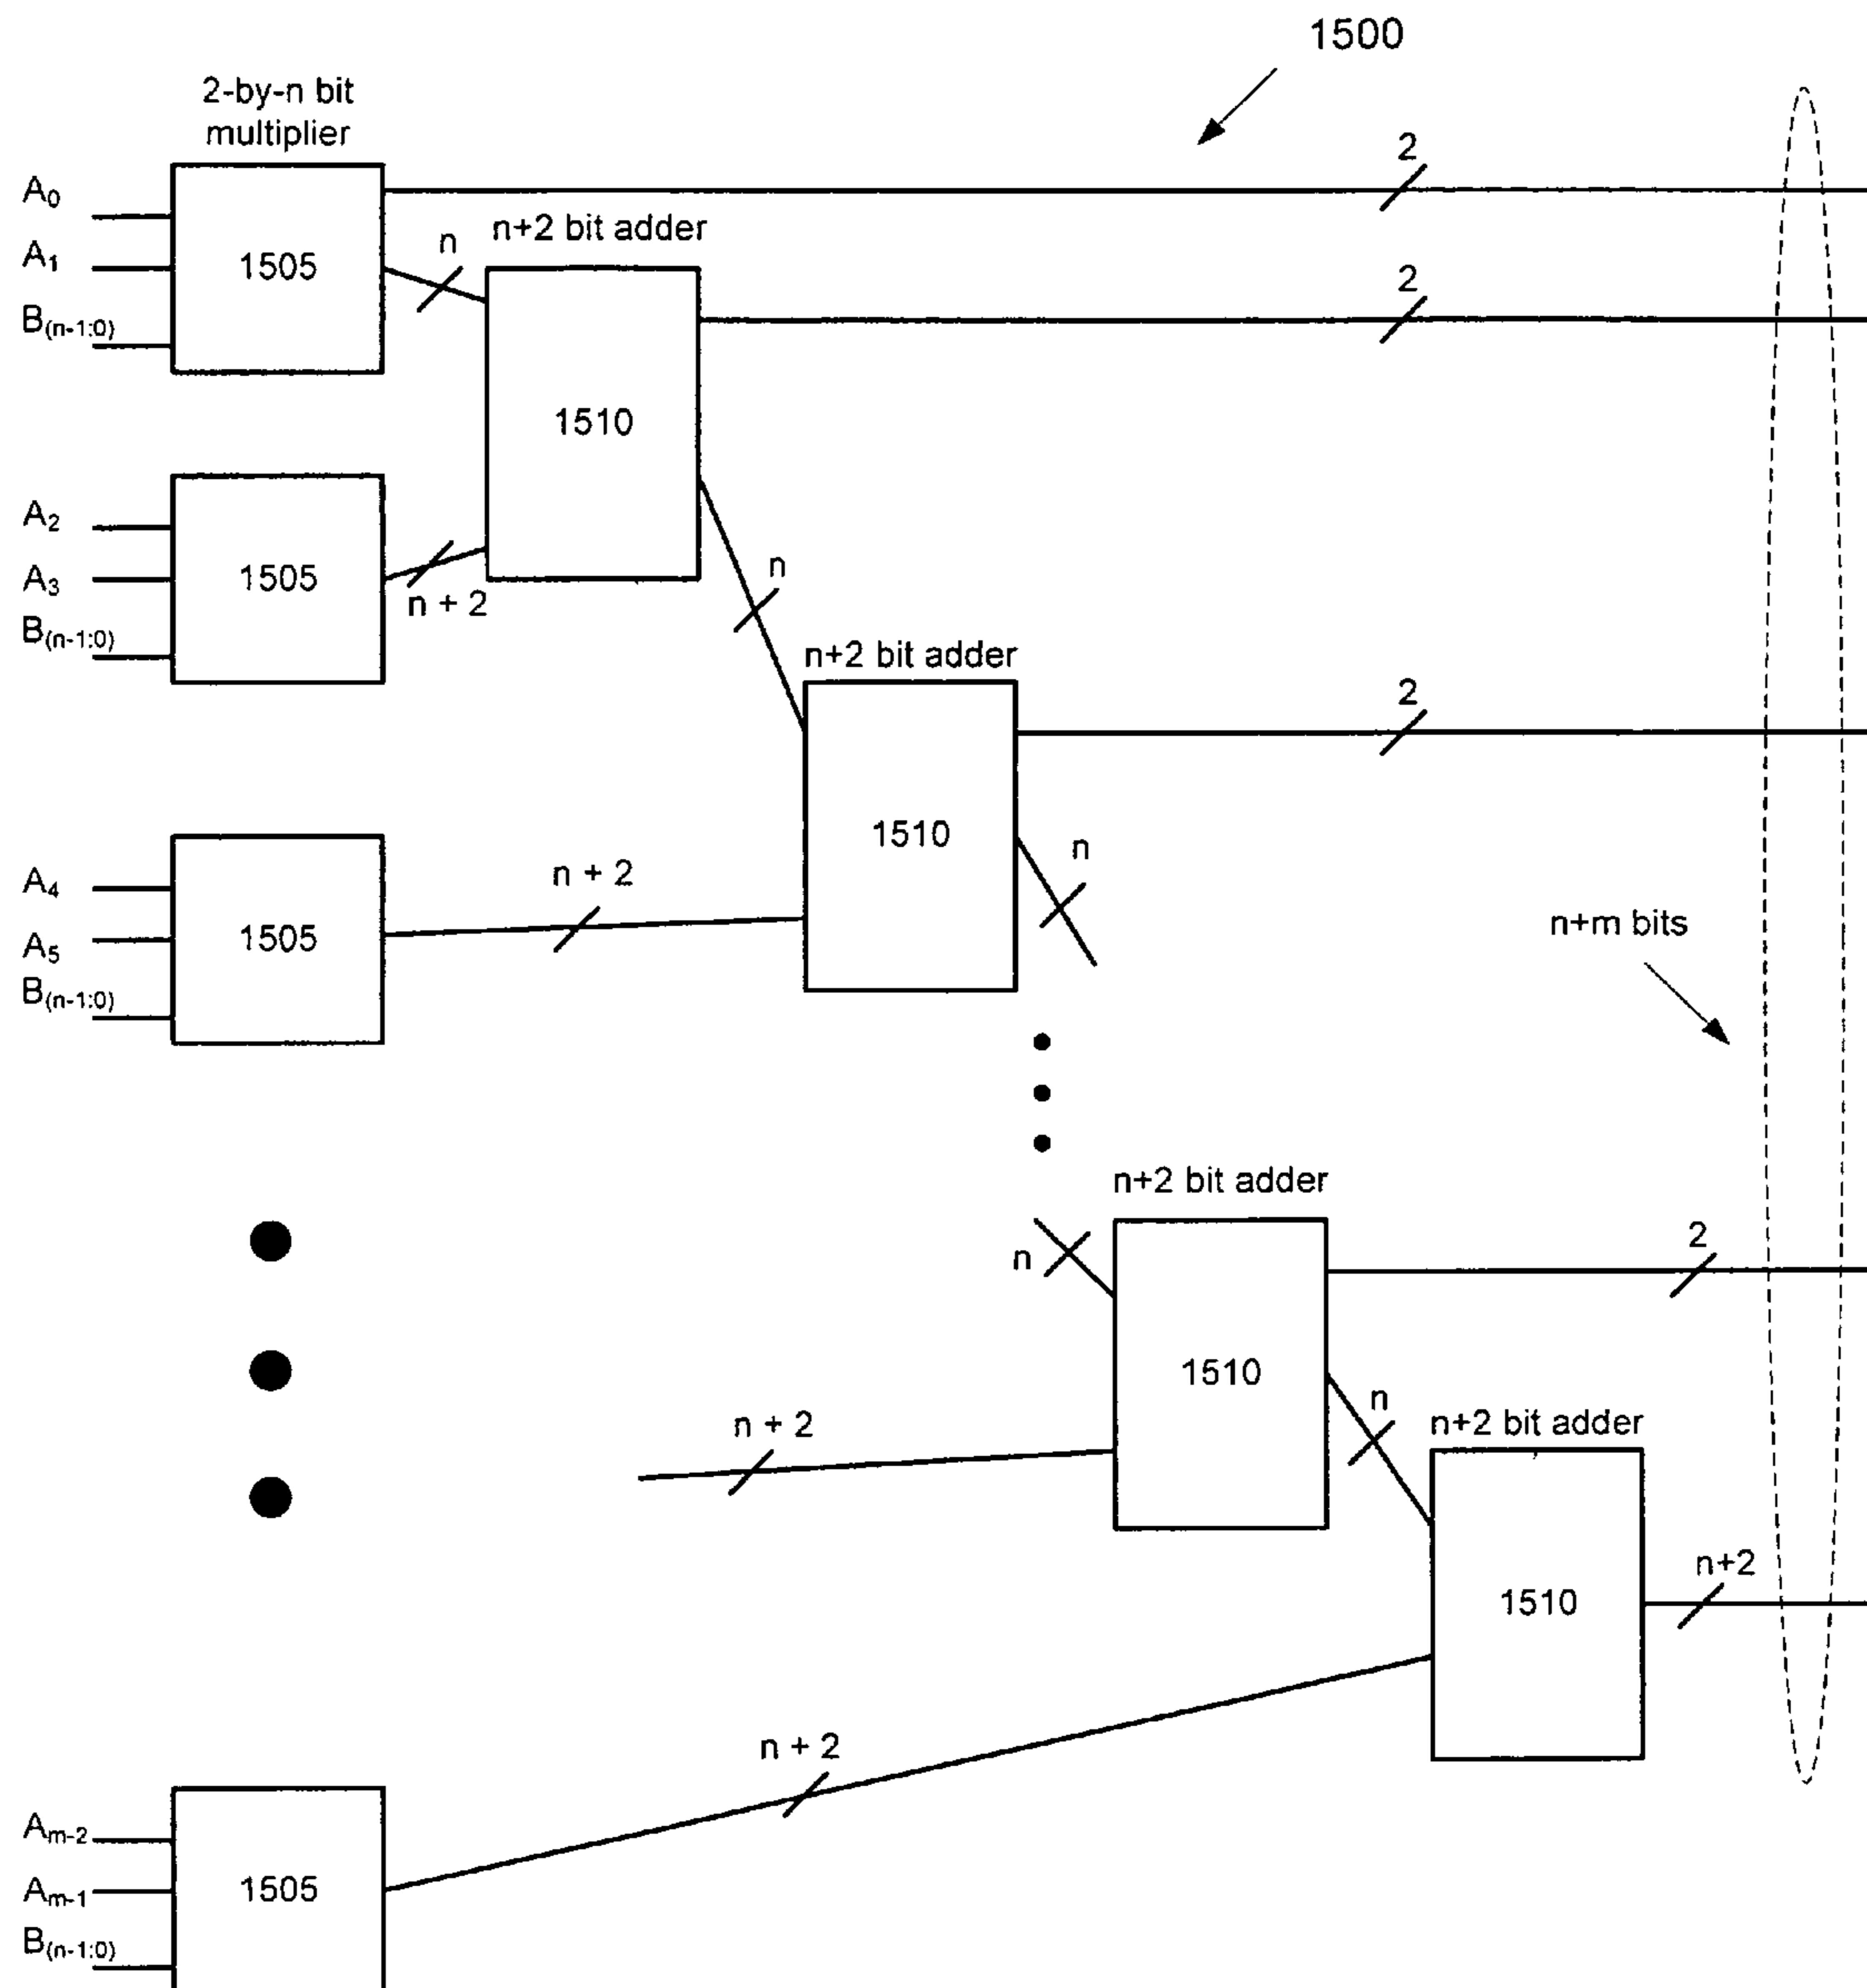 1500
2-by-n bit
multiplier
A₀
A₁
B₍ₙ₋₁:₀₎
1505
2
n
n+2 bit adder
1510
2
A₂
A₃
B₍ₙ₋₁:₀₎
1505
n + 2
n
n+2 bit adder
1510
2
n
A₄
A₅
B₍ₙ₋₁:₀₎
1505
n + 2
n+m bits
n+2 bit adder
n
1510
2
n + 2
n
n+2 bit adder
1510
n+2
n + 2
Aₘ₋₂
Aₘ₋₁
B₍ₙ₋₁:₀₎
1505